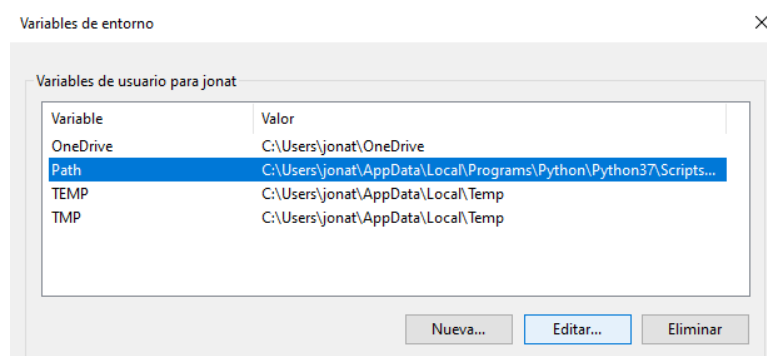 Variables de entorno
Variables de usuario para jonat
Variable Valor
OneDrive C:\Users\jonat\OneDrive
Path C:\Users\jonat\AppData\Local\Programs\Python\Python37\Scripts...
TEMP C:\Users\jonat\AppData\Local\Temp
TMP C:\Users\jonat\AppData\Local\Temp
Nueva... Editar... Eliminar